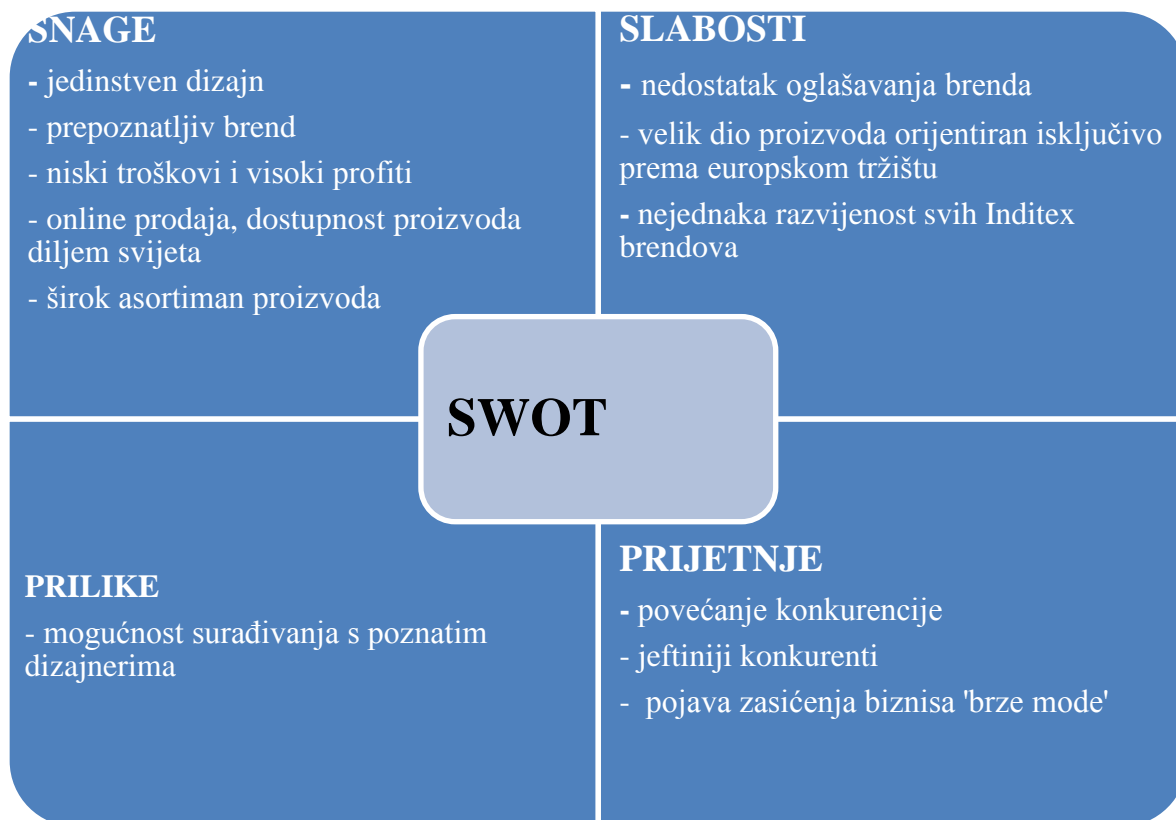 SNAGE
- jedinstven dizajn
- prepoznatljiv brend
- niski troškovi i visoki profiti
- online prodaja, dostupnost proizvoda
diljem svijeta
- širok asortiman proizvoda
SLABOSTI
- nedostatak oglašavanja brenda
- velik dio proizvoda orijentiran isključivo
prema europskom tržištu
- nejednaka razvijenost svih Inditex
brendova
SWOT
PRILIKE
- mogućnost surađivanja s poznatim
dizajnerima
PRIJETNJE
- povećanje konkurencije
- jeftiniji konkurenti
- pojava zasićenja biznisa 'brze mode'